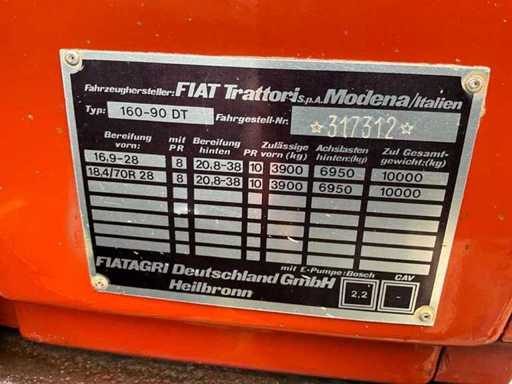 Fahrzeughersteller: FIAT Trattori S.p.A. Modena/Italien
Typ: 160-90 DT Fahrgestell-Nr. ☆317312☆
Bereifung vorn: mit PR Bereifung hinten mit PR Zulässige Achslasten vorn:(kg) hinten:(kg) Zul Gesamt- gewicht:(kg)
16,9-28 8 20,8-38 10 3900 6950 10000
18,4/70R 28 8 20,8-38 10 3900 6950 10000
mit E-Pumpe: Bosch CAV
FIATAGRI Deutschland GmbH
Heilbronn 2,2 -